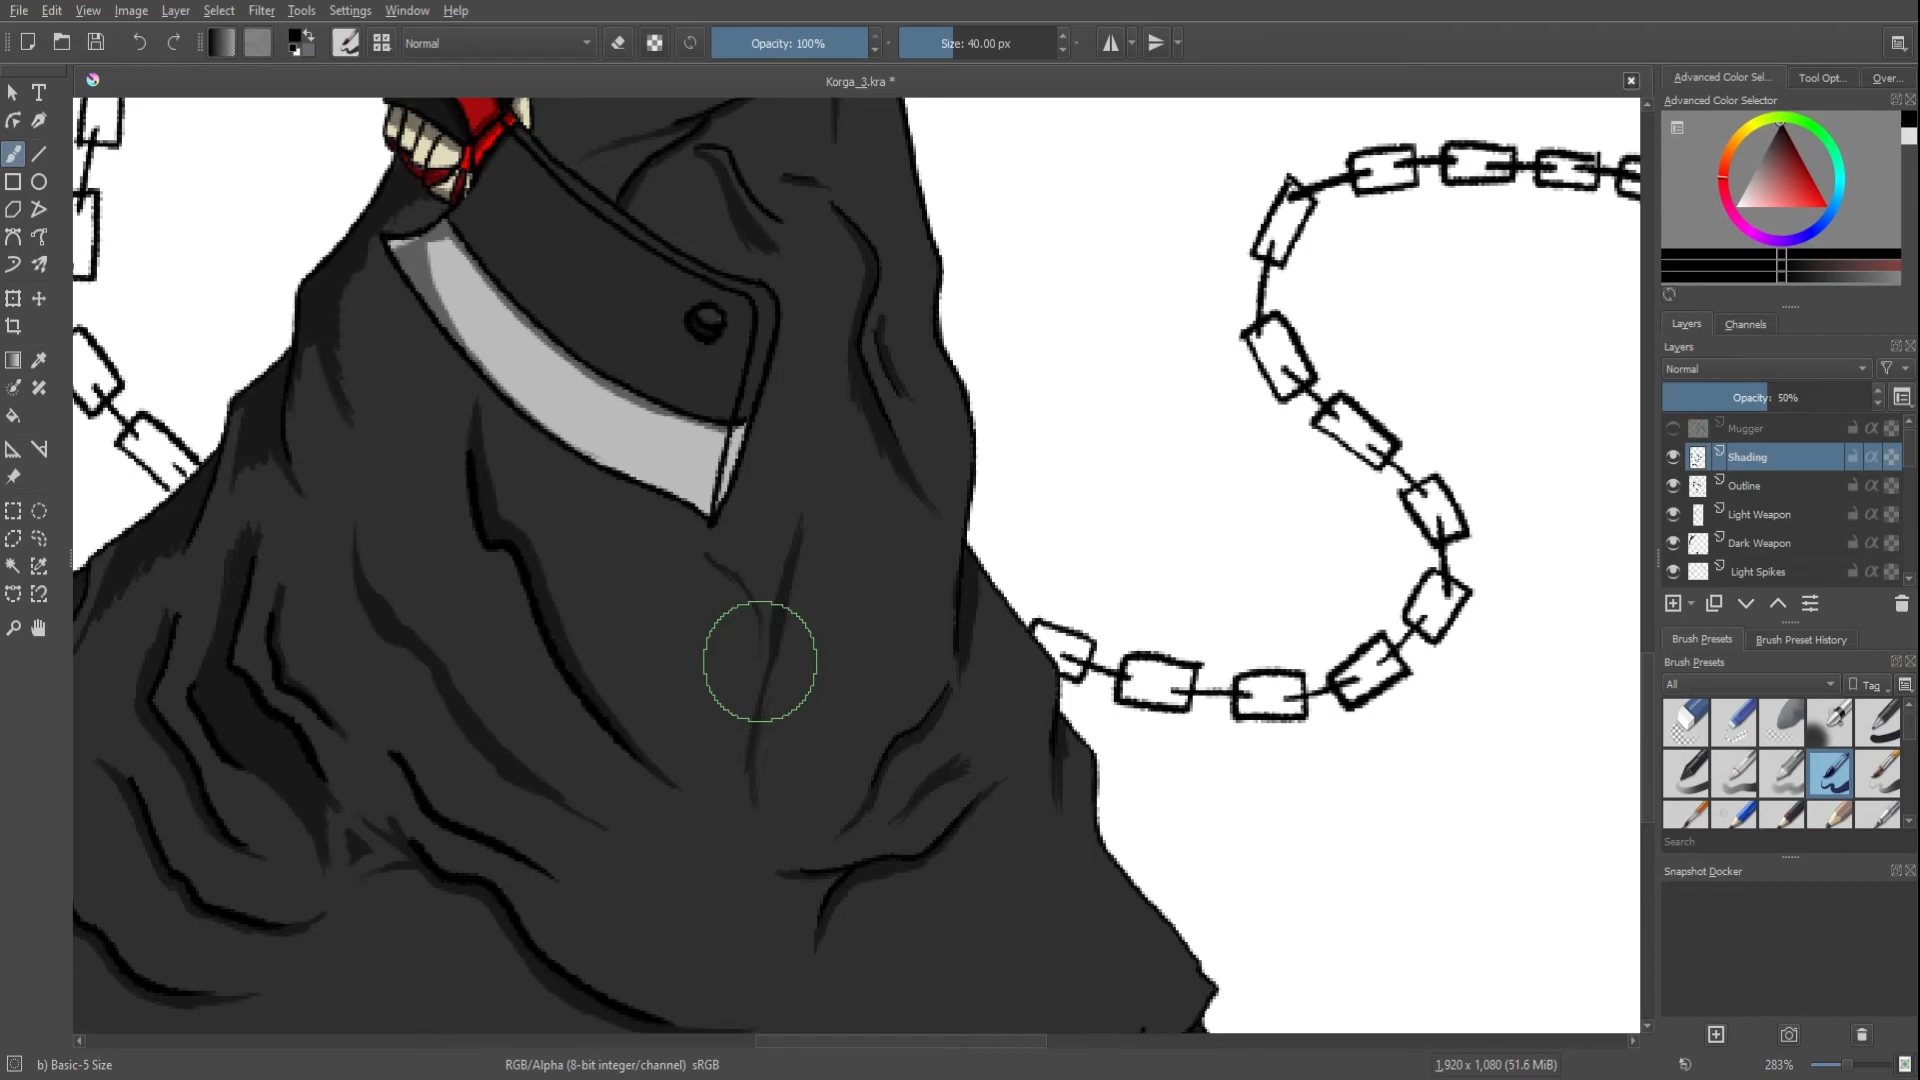 File Edit View Image Layer Select Filter Tools Settings Window Help
Normal Opacity: 100% Size: 40.00 px
Korga_3.kra *
Advanced Color Sel... Tool Opt... Over...
Advanced Color Selector
Layers Channels
Layers
Normal
Opacity: 50%
Mugger
Shading
Outline
Light Weapon
Dark Weapon
Light Spikes
Brush Presets Brush Preset History
Brush Presets
All Tag
Search
Snapshot Docker
b) Basic-5 Size RGB/Alpha (8-bit integer/channel) sRGB 1,920 x 1,080 (51.6 MiB) 283%